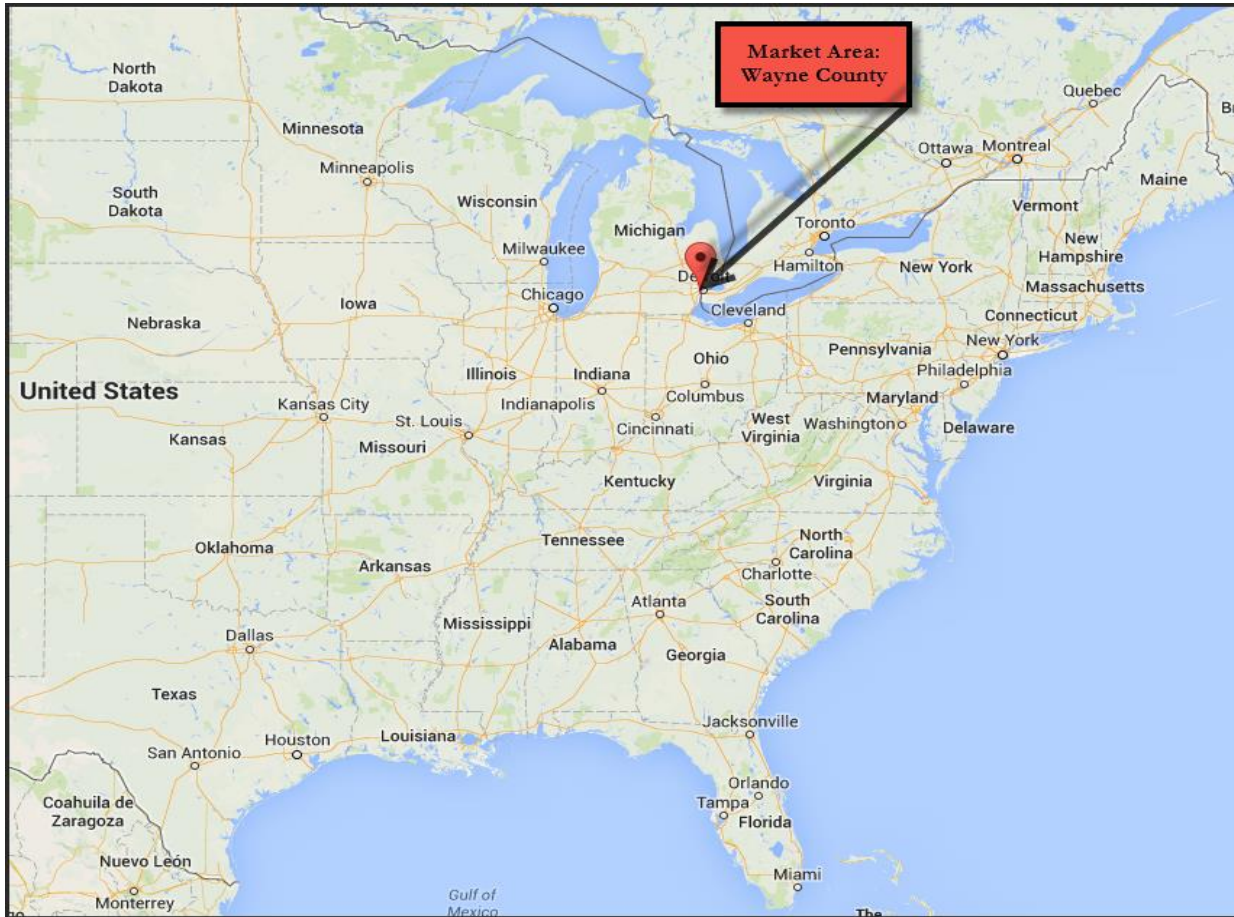 Market Area:
Wayne County
North
Dakota
Minnesota
Quebec
Minneapolis
Ottawa
Montreal
Maine
South
Dakota
Wisconsin
Vermont
Michigan
Toronto
Milwaukee
New
Hampshire
Hamilton
New York
Massachusetts
Chicago
Iowa
Cleveland
Connecticut
Nebraska
New York
Ohio
Pennsylvania
Illinois
Indiana
Philadelphia
United States
Columbus
Maryland
Kansas City
Indianapolis
St. Louis
Cincinnati
West
Virginia
Washington
Delaware
Kansas
Missouri
Kentucky
Virginia
Oklahoma
Tennessee
North
Carolina
Arkansas
Charlotte
Atlanta
South
Carolina
Mississippi
Dallas
Alabama
Georgia
Texas
Jacksonville
Houston
Louisiana
San Antonio
Orlando
Coahuila de
Zaragoza
Tampa
Florida
Nuevo León
Miami
Monterrey
Gulf of
Mexico
The